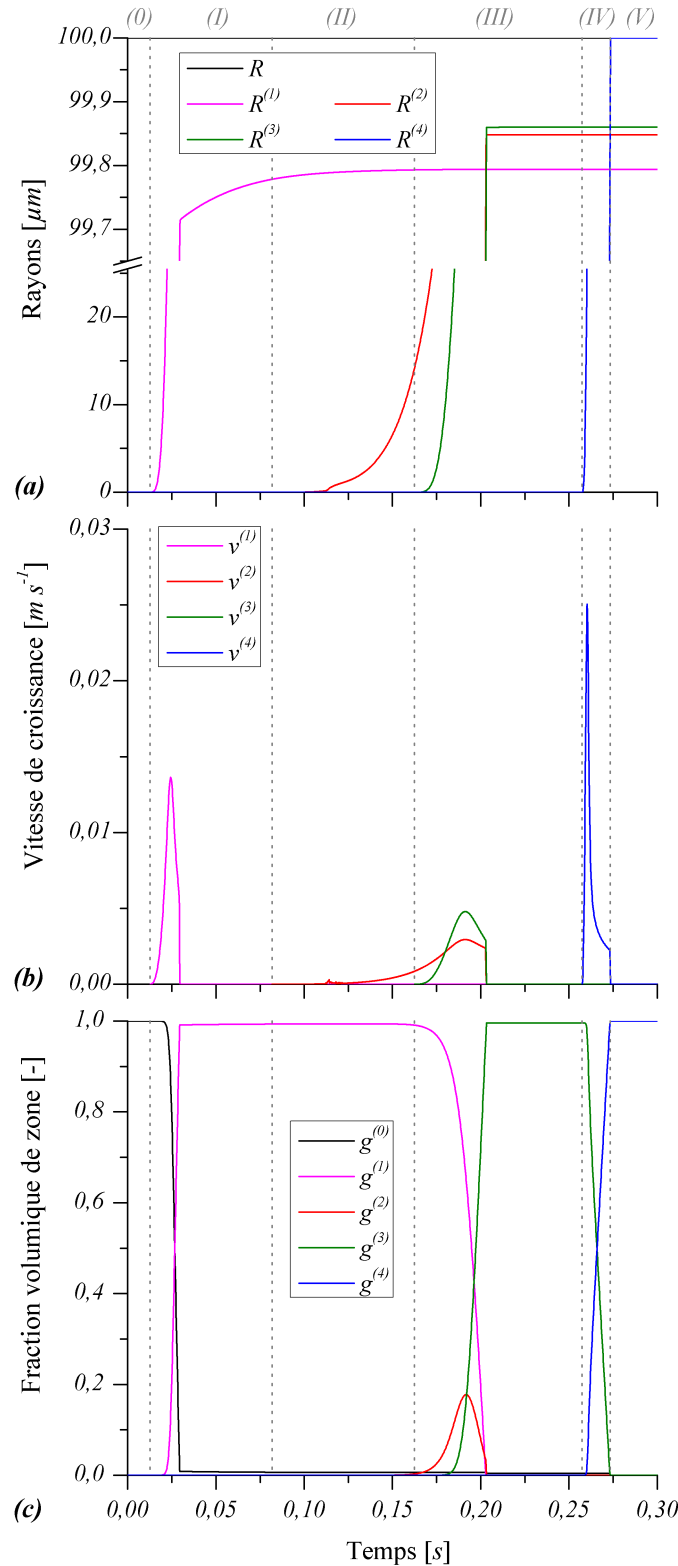 (0) (I) (II) (III) (IV) (V)
100,0
99,9
99,8
99,7
20
10
0
Rayons [µm]
R
R(1) R(2)
R(3) R(4)
(a)
0,03
0,02
0,01
0,00
Vitesse de croissance [m s-1]
v(1)
v(2)
v(3)
v(4)
(b)
1,0
0,8
0,6
0,4
0,2
0,0
Fraction volumique de zone [-]
g(0)
g(1)
g(2)
g(3)
g(4)
(c)
0,00 0,05 0,10 0,15 0,20 0,25 0,30
Temps [s]